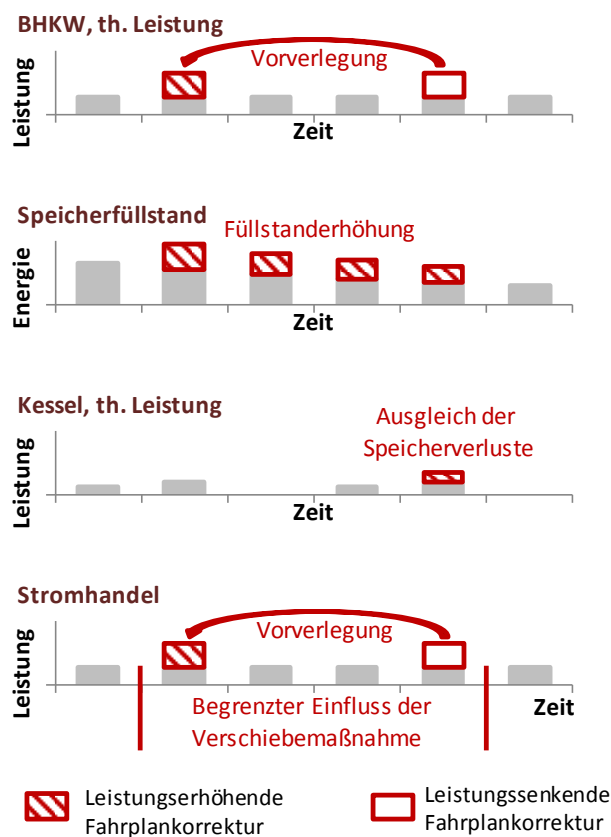 BHKW, th. Leistung
Vorverlegung
Leistung
Zeit
Speicherfüllstand
Füllstanderhöhung
Energie
Zeit
Kessel, th. Leistung
Ausgleich der
Speicherverluste
Leistung
Zeit
Stromhandel
Vorverlegung
Leistung
Begrenzter Einfluss der
Verschiebemaßnahme
Zeit
Leistungserhöhende
Fahrplankorrektur
Leistungssenkende
Fahrplankorrektur